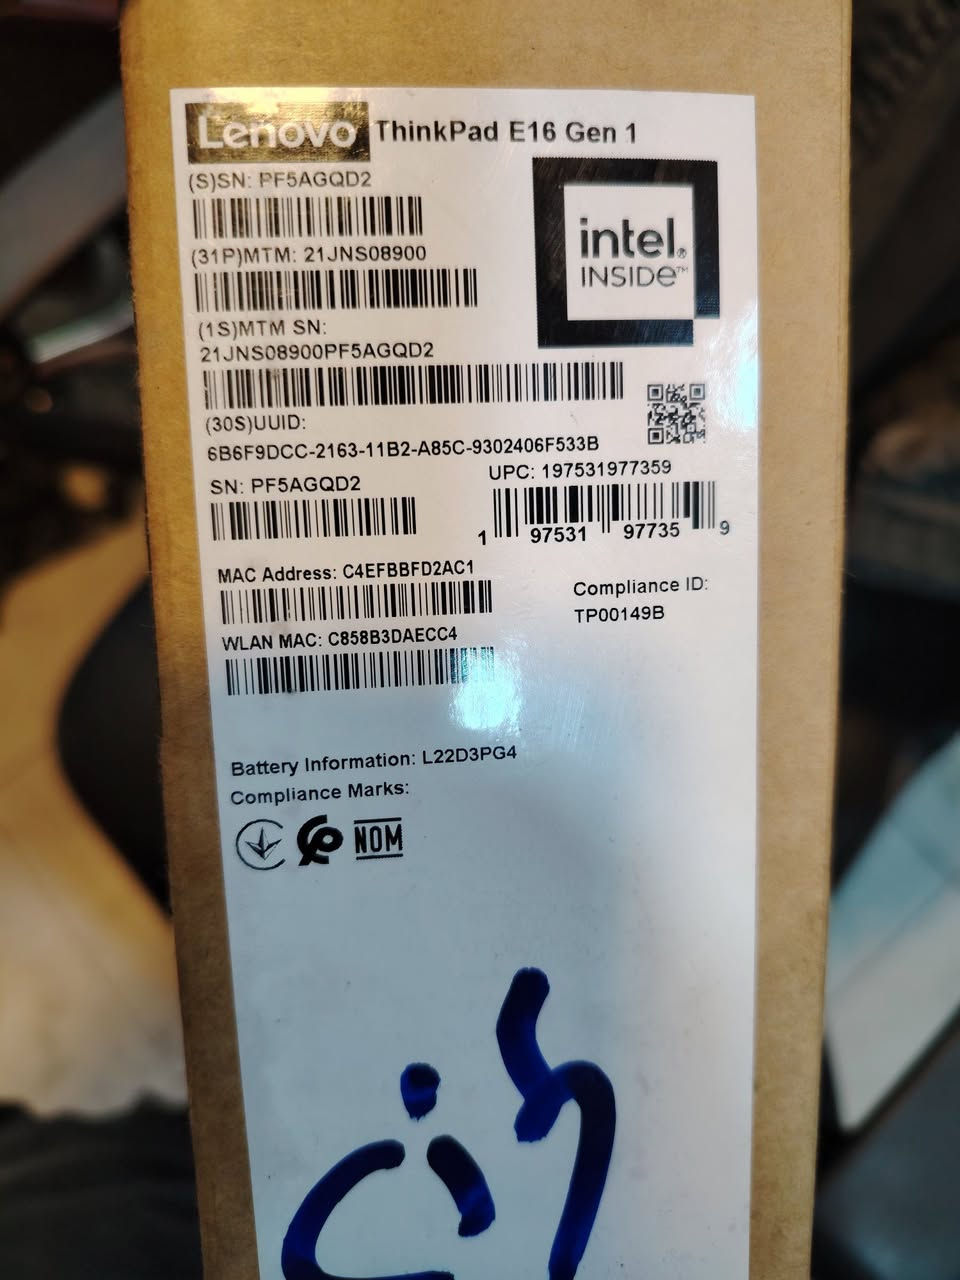 Lenovo ThinkPad E16 Gen 1
(S)SN: PF5AGQD2
(31P)MTM: 21JNS08900
intel.
INSIDE™
(1S)MTM SN:
21JNS08900PF5AGQD2
(30S)UUID:
6B6F9DCC-2163-11B2-A85C-9302406F533B
SN: PF5AGQD2
UPC: 197531977359
1 97531 97735 9
MAC Address: C4EFBBFD2AC1
Compliance ID:
TP00149B
WLAN MAC: C858B3DAECC4
Battery Information: L22D3PG4
Compliance Marks:
NOM